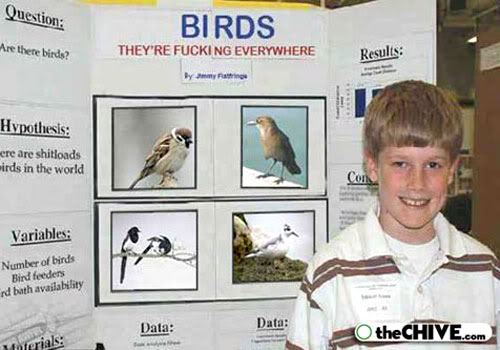 Question:
Are there birds?
Hypothesis:
ere are shitloads
birds in the world
Variables:
Number of birds
Bird feeders
rd bath availability
Materials:
BIRDS
THEY'RE FUCKING EVERYWHERE
By: Jimmy Flatfrings
Data:
Data:
Results:
Con
theCHIVE.com